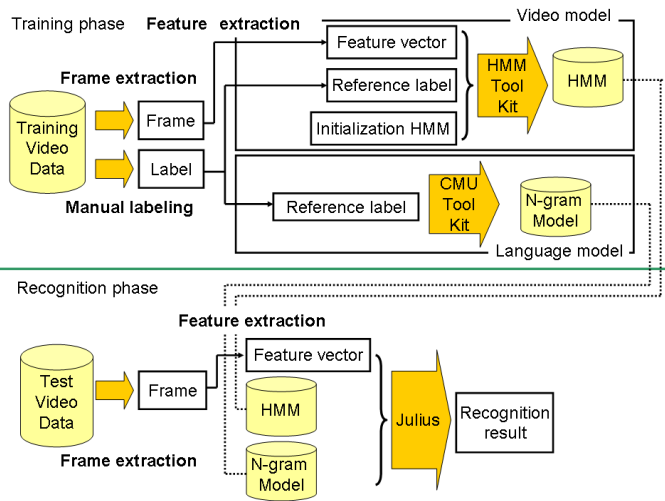 Training phase
Feature extraction
Video model
Feature vector
Frame extraction
Reference label
HMM
Tool
Kit
HMM
Training
Video
Data
Frame
Initialization HMM
Label
Manual labeling
Reference label
CMU
Tool
Kit
N-gram
Model
Language model
Recognition phase
Feature extraction
Feature vector
Test
Video
Data
Frame
HMM
Julius
Recognition
result
Frame extraction
N-gram
Model